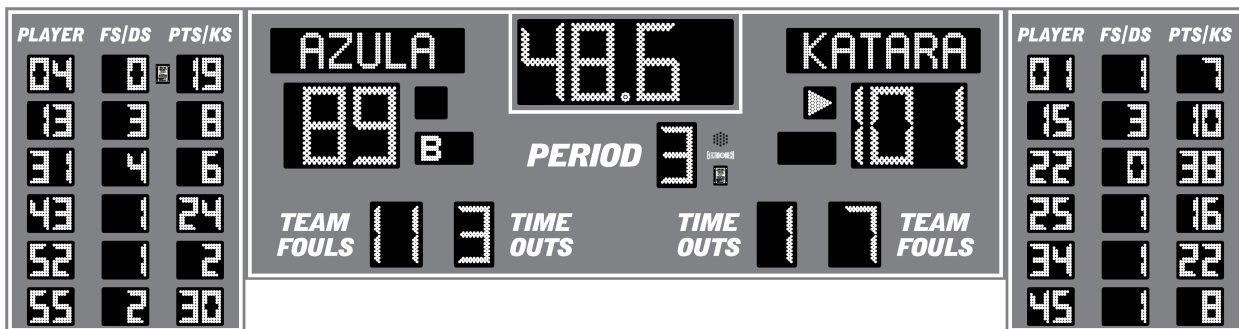 PLAYER FS/DS PTS/KS
04 0 19
13 3 8
31 4 6
43 1 24
52 1 2
55 2 30
AZULA 48.6 KATARA
89 B PERIOD 3 101
TEAM FOULS 11 3 TIME OUTS
TIME OUTS 1 7 TEAM FOULS
PLAYER FS/DS PTS/KS
01 1 7
15 3 10
22 0 38
25 1 16
34 1 22
45 1 8